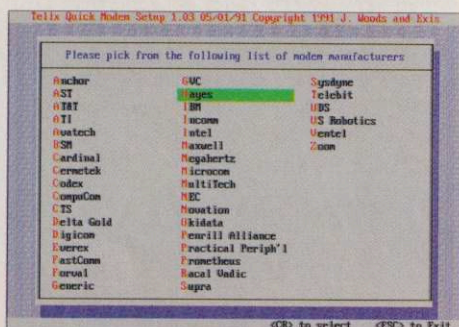 Telix Quick Modem Setup 1.03 05/01/91 Copyright 1991 J. Woods and Exis
Please pick from the following list of modem manufacturers
Anchor
AST
AT&T
ATI
Avatech
BSM
Cardinal
Cermetek
Codex
CompuCom
CTS
Delta Gold
Digicom
Everex
FastComm
Forval
Generic
GVC
Hayes
IBM
Incomm
Intel
Maxwell
Megahertz
Microcom
MultiTech
NEC
Novation
Okidata
Penrill Alliance
Practical Periph'l
Prometheus
Racal Vadic
Supra
Sysdyne
Telebit
UDS
US Robotics
Ventel
Zoom
<CR> to select <ESC> to Exit